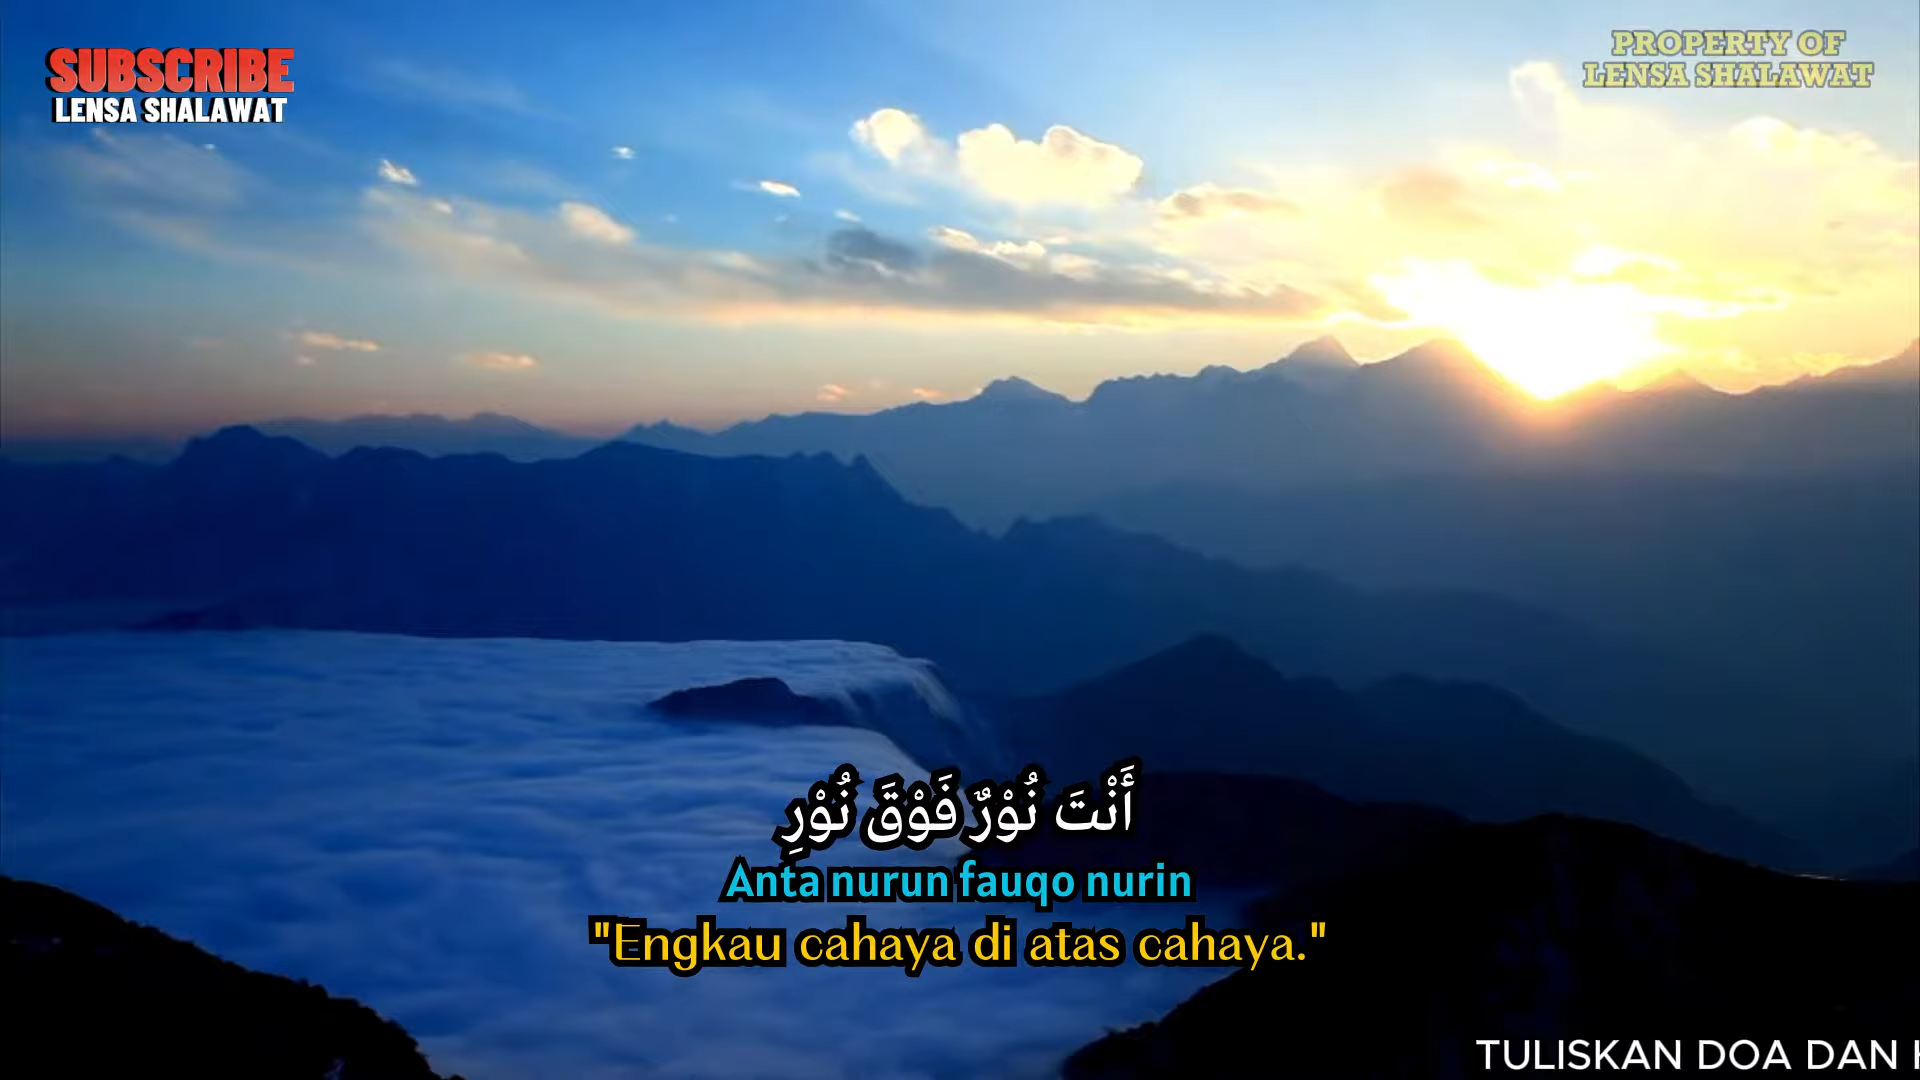 SUBSCRIBE
LENSA SHALAWAT
PROPERTY OF
LENSA SHALAWAT
أَنْتَ نُوْرٌ فَوْقَ نُوْرِ
Anta nurun fauqo nurin
"Engkau cahaya di atas cahaya."
TULISKAN DOA DAN